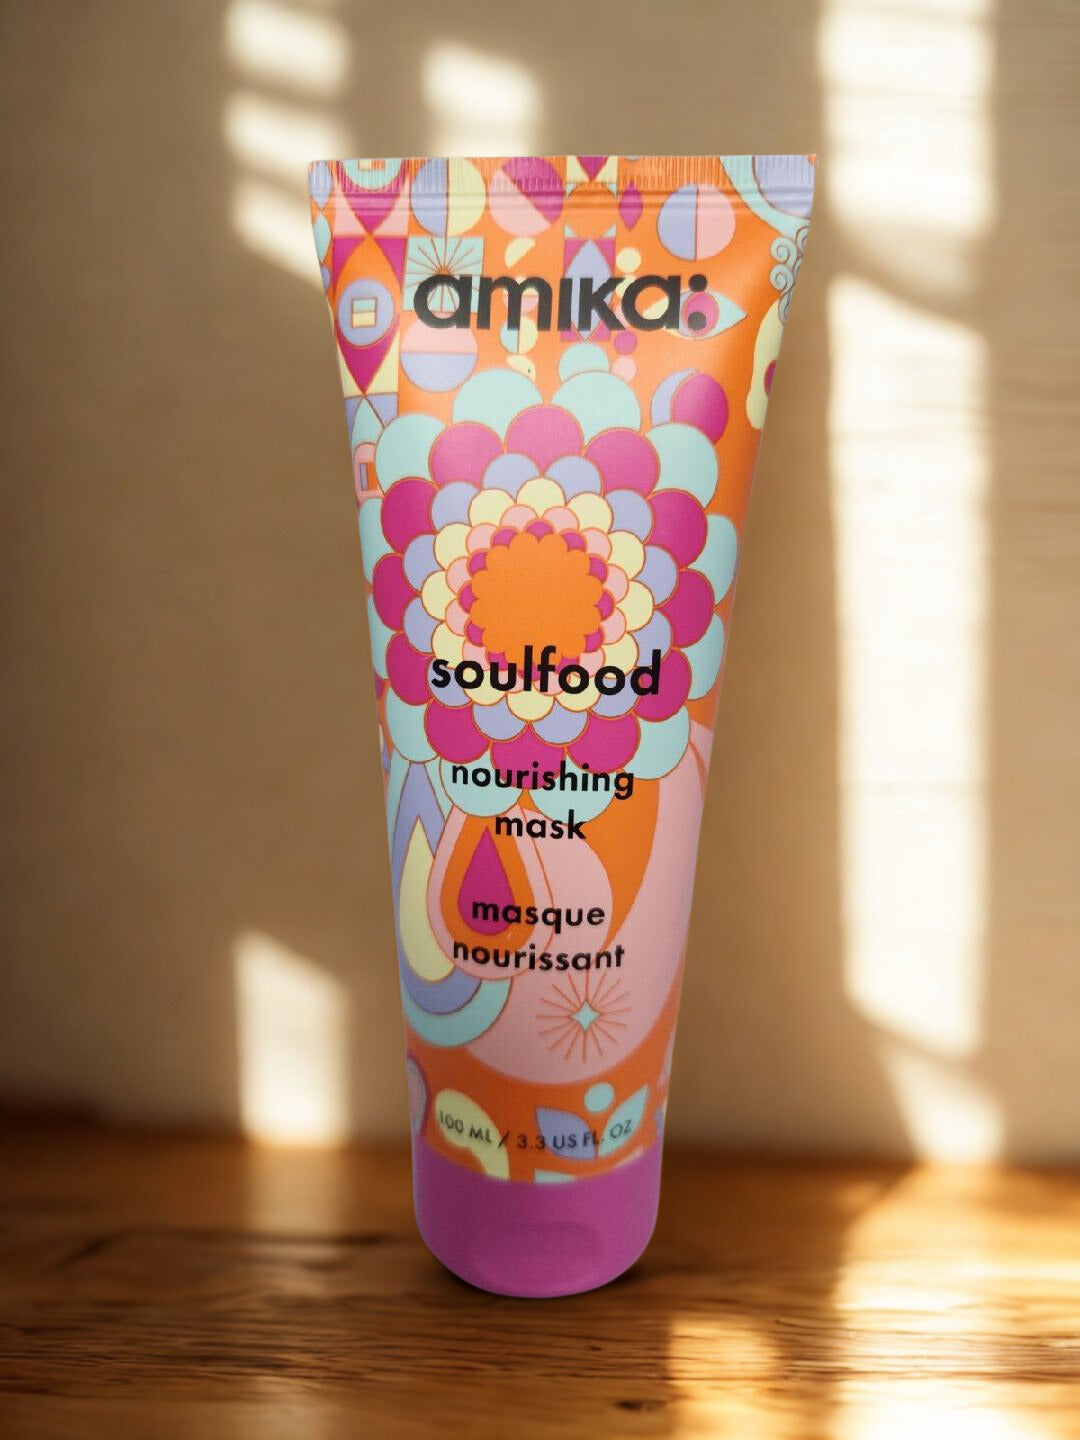 amika:
soulfood
nourishing
mask
masque
nourissant
100 ML / 3.3 US FL. OZ